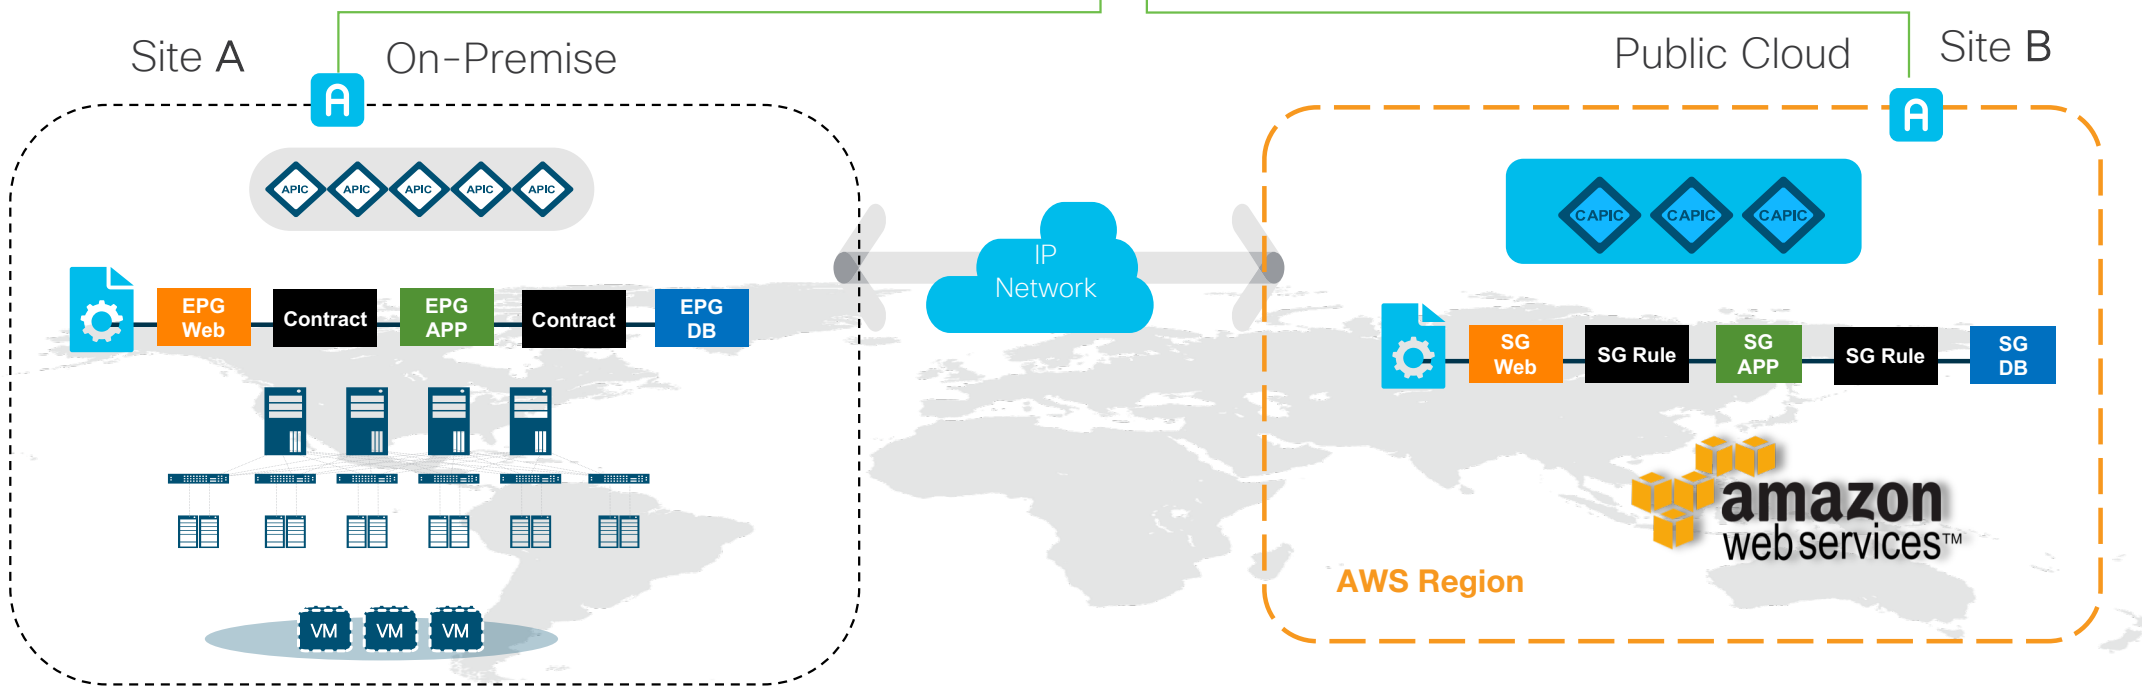 Site A
On-Premise
Public Cloud
Site B
A
A
APIC
APIC
APIC
APIC
APIC
CAPIC
CAPIC
CAPIC
IP
Network
EPG
Web
Contract
EPG
APP
Contract
EPG
DB
SG
Web
SG Rule
SG
APP
SG Rule
SG
DB
amazon
web services™
AWS Region
VM
VM
VM